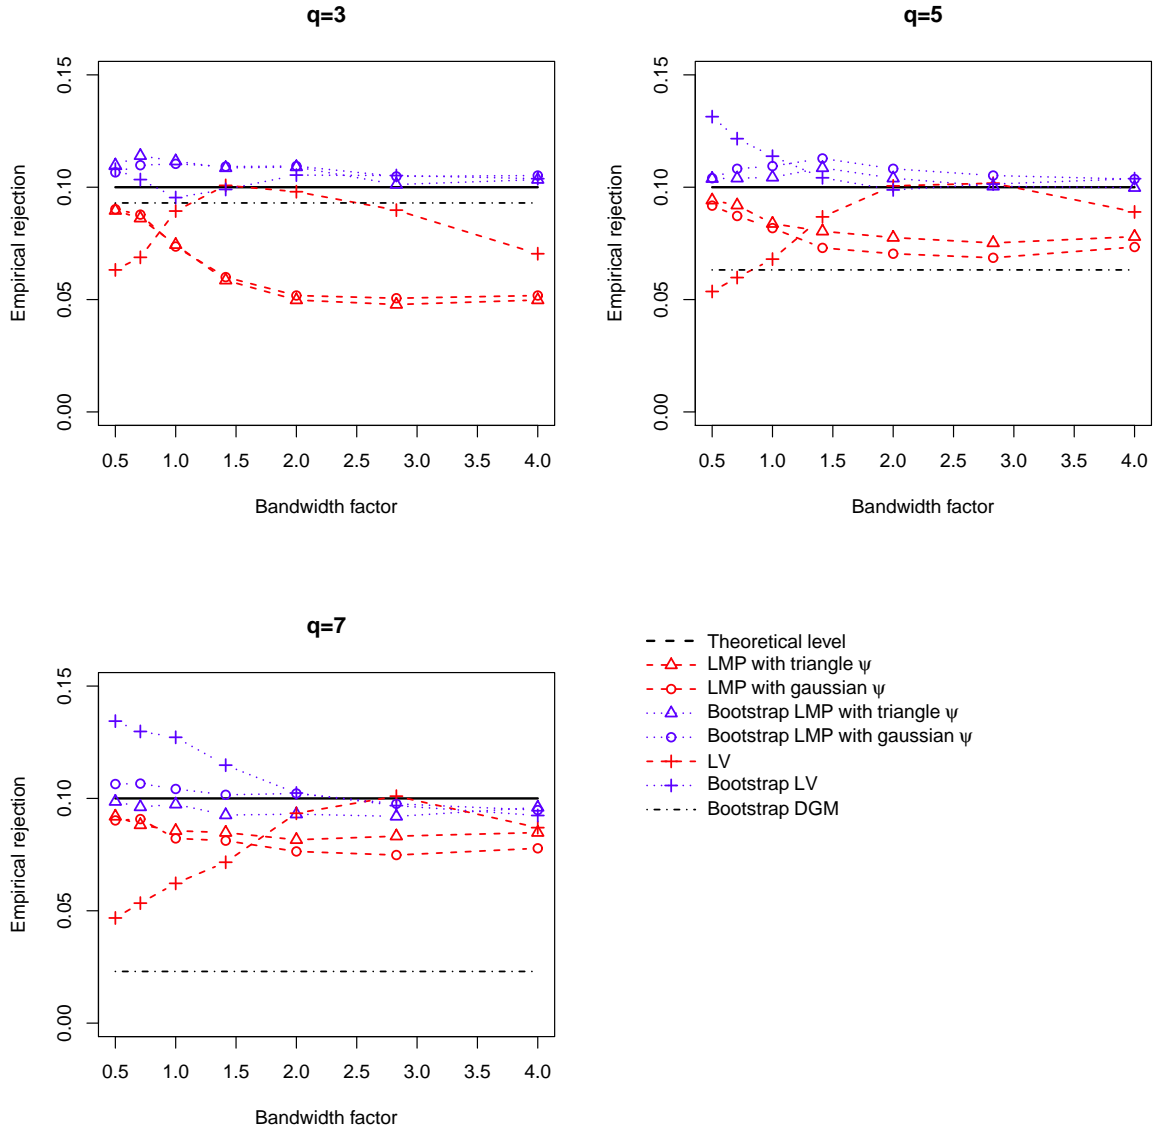 q=3
0.15
0.10
0.05
0.00
Empirical rejection
0.5 1.0 1.5 2.0 2.5 3.0 3.5 4.0
Bandwidth factor
q=5
0.15
0.10
0.05
0.00
Empirical rejection
0.5 1.0 1.5 2.0 2.5 3.0 3.5 4.0
Bandwidth factor
q=7
0.15
0.10
0.05
0.00
Empirical rejection
0.5 1.0 1.5 2.0 2.5 3.0 3.5 4.0
Bandwidth factor
Theoretical level
LMP with triangle ψ
LMP with gaussian ψ
Bootstrap LMP with triangle ψ
Bootstrap LMP with gaussian ψ
LV
Bootstrap LV
Bootstrap DGM